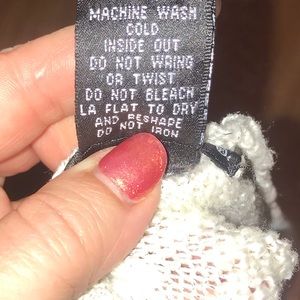 MACHINE WASH
COLD
INSIDE OUT
DO NOT WRING
OR TWIST
DO NOT BLEACH
LA FLAT TO DRY
AND RESHAPE
DO NOT IRON